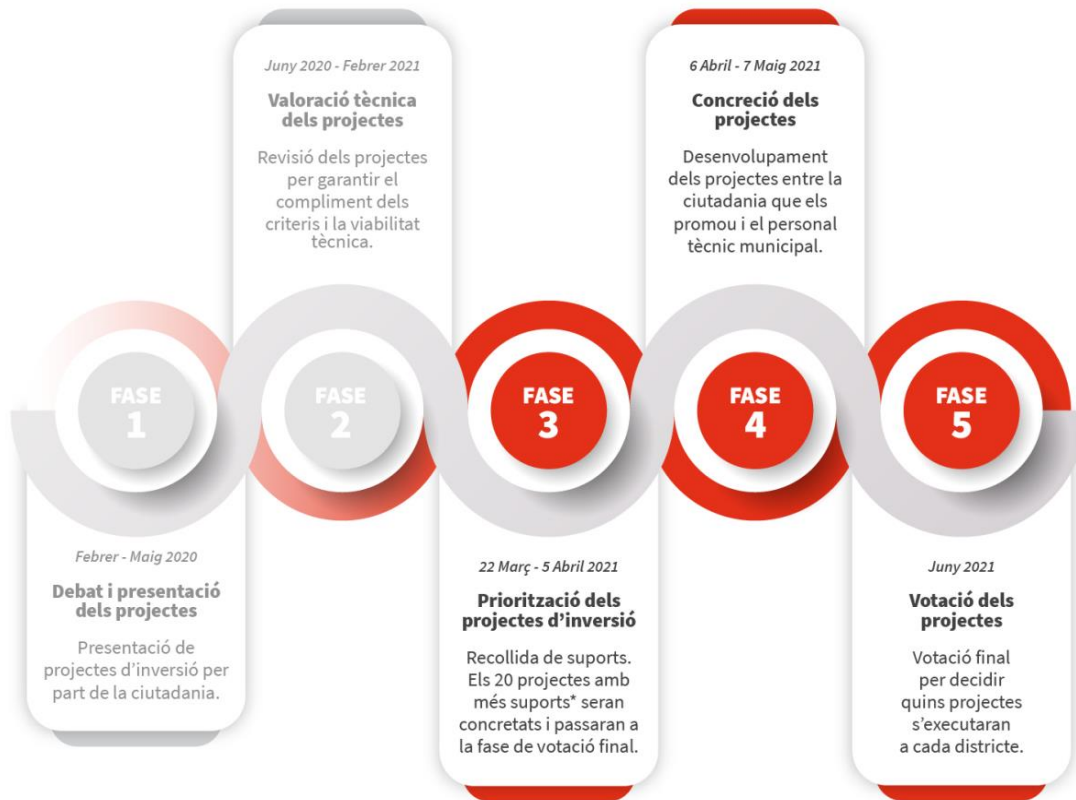 FASE
1
Febrer - Maig 2020
Debat i presentació
dels projectes
Presentació de
projectes d’inversió per
part de la ciutadania.
Juny 2020 - Febrer 2021
Valoració tècnica
dels projectes
Revisió dels projectes
per garantir el
compliment dels
criteris i la viabilitat
tècnica.
FASE
2
FASE
3
22 Març - 5 Abril 2021
Priorització dels
projectes d’inversió
Recollida de suports.
Els 20 projectes amb
més suports* seran
concretats i passaran a
la fase de votació final.
6 Abril - 7 Maig 2021
Concreció dels
projectes
Desenvolupament
dels projectes entre la
ciutadania que els
promou i el personal
tècnic municipal.
FASE
4
FASE
5
Juny 2021
Votació dels
projectes
Votació final
per decidir
quins projectes
s’executaran
a cada districte.